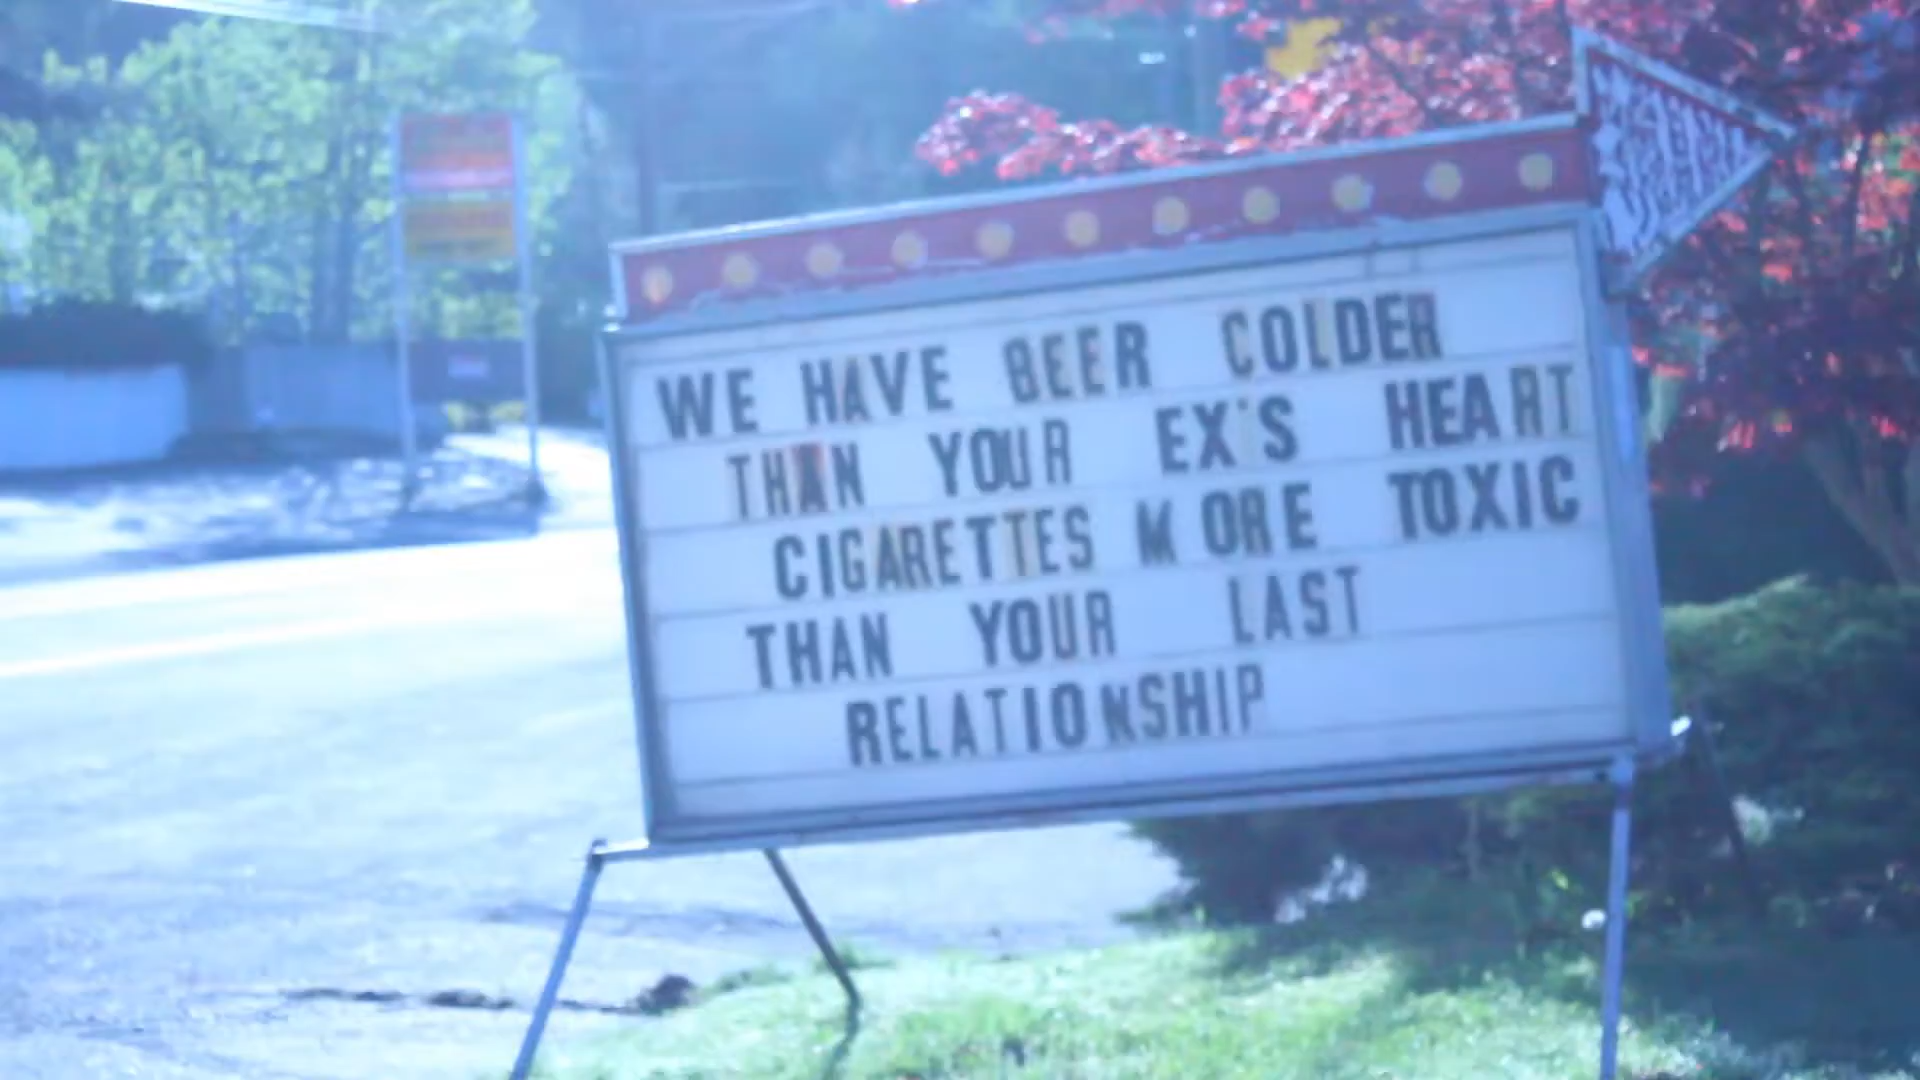 WE HAVE BEER COLDER
THAN YOUR EX'S HEART
CIGARETTES MORE TOXIC
THAN YOUR LAST
RELATIONSHIP